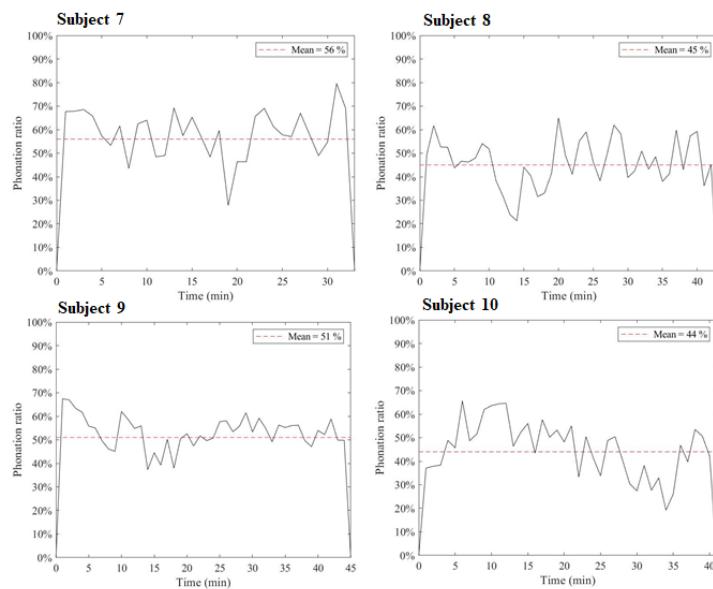 Subject 7
Mean = 56 %
100%
90%
80%
70%
60%
50%
40%
30%
20%
10%
0%
Phonation ratio
0 5 10 15 20 25 30
Time (min)
Subject 8
Mean = 45 %
100%
90%
80%
70%
60%
50%
40%
30%
20%
10%
0%
Phonation ratio
0 5 10 15 20 25 30 35 40
Time (min)
Subject 9
Mean = 51 %
100%
90%
80%
70%
60%
50%
40%
30%
20%
10%
0%
Phonation ratio
0 5 10 15 20 25 30 35 40 45
Time (min)
Subject 10
Mean = 44 %
100%
90%
80%
70%
60%
50%
40%
30%
20%
10%
0%
Phonation ratio
0 5 10 15 20 25 30 35 40
Time (min)